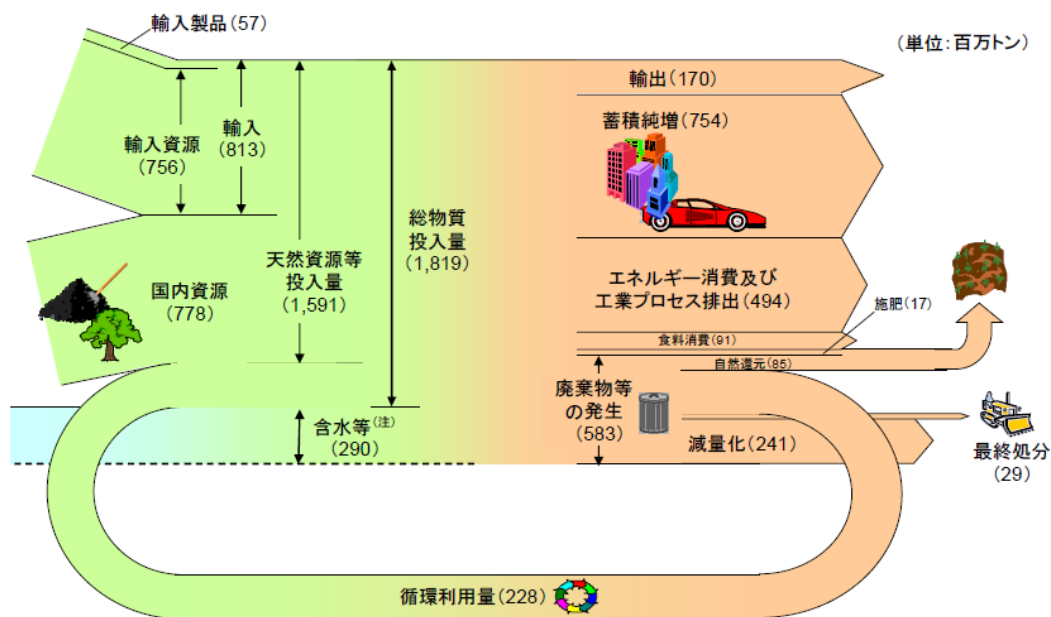 輸入製品(57)
(単位:百万トン)
輸入資源
(756)
輸入
(813)
国内資源
(778)
天然資源等
投入量
(1,591)
総物質
投入量
(1,819)
含水等(注)
(290)
輸出(170)
蓄積純増(754)
エネルギー消費及び
工業プロセス排出(494)
施肥(17)
食料消費(91)
自然還元(85)
廃棄物等
の発生
(583)
減量化(241)
最終処分
(29)
循環利用量(228)